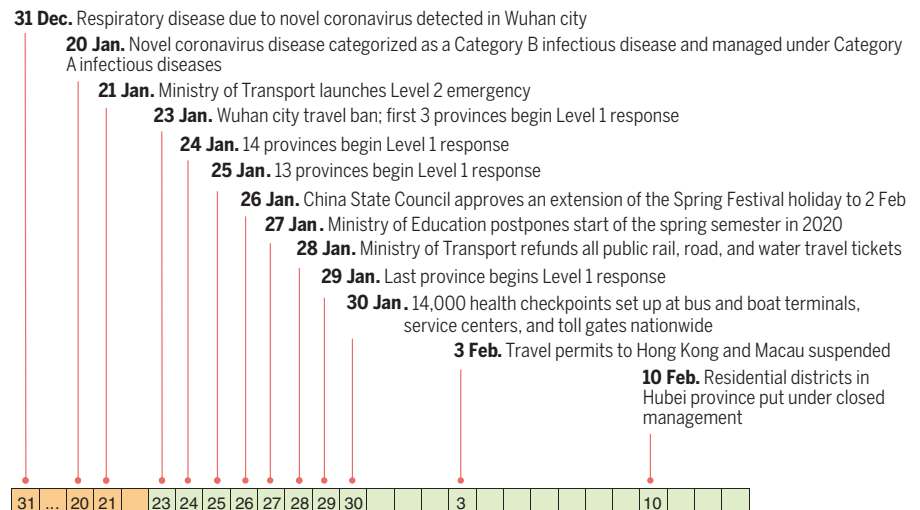 31 Dec. Respiratory disease due to novel coronavirus detected in Wuhan city
20 Jan. Novel coronavirus disease categorized as a Category B infectious disease and managed under Category
A infectious diseases
21 Jan. Ministry of Transport launches Level 2 emergency
23 Jan. Wuhan city travel ban; first 3 provinces begin Level 1 response
24 Jan. 14 provinces begin Level 1 response
25 Jan. 13 provinces begin Level 1 response
26 Jan. China State Council approves an extension of the Spring Festival holiday to 2 Feb
27 Jan. Ministry of Education postpones start of the spring semester in 2020
28 Jan. Ministry of Transport refunds all public rail, road, and water travel tickets
29 Jan. Last province begins Level 1 response
30 Jan. 14,000 health checkpoints set up at bus and boat terminals,
service centers, and toll gates nationwide
3 Feb. Travel permits to Hong Kong and Macau suspended
10 Feb. Residential districts in
Hubei province put under closed
management
31 ... 20 21 23 24 25 26 27 28 29 30 3 10